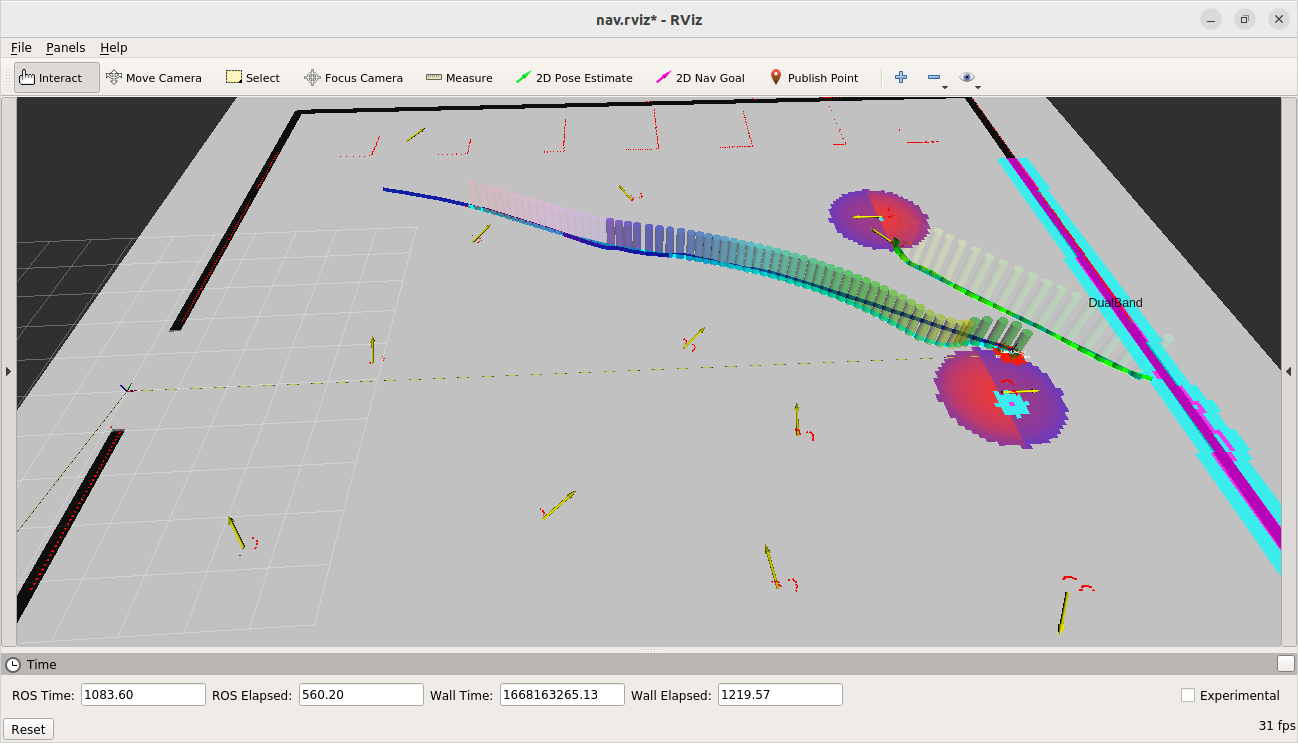 nav.rviz* - RViz
File Panels Help
Interact Move Camera Select Focus Camera Measure 2D Pose Estimate 2D Nav Goal Publish Point
DualBand
Time
ROS Time: 1083.60 ROS Elapsed: 560.20 Wall Time: 1668163265.13 Wall Elapsed: 1219.57 Experimental
Reset 31 fps